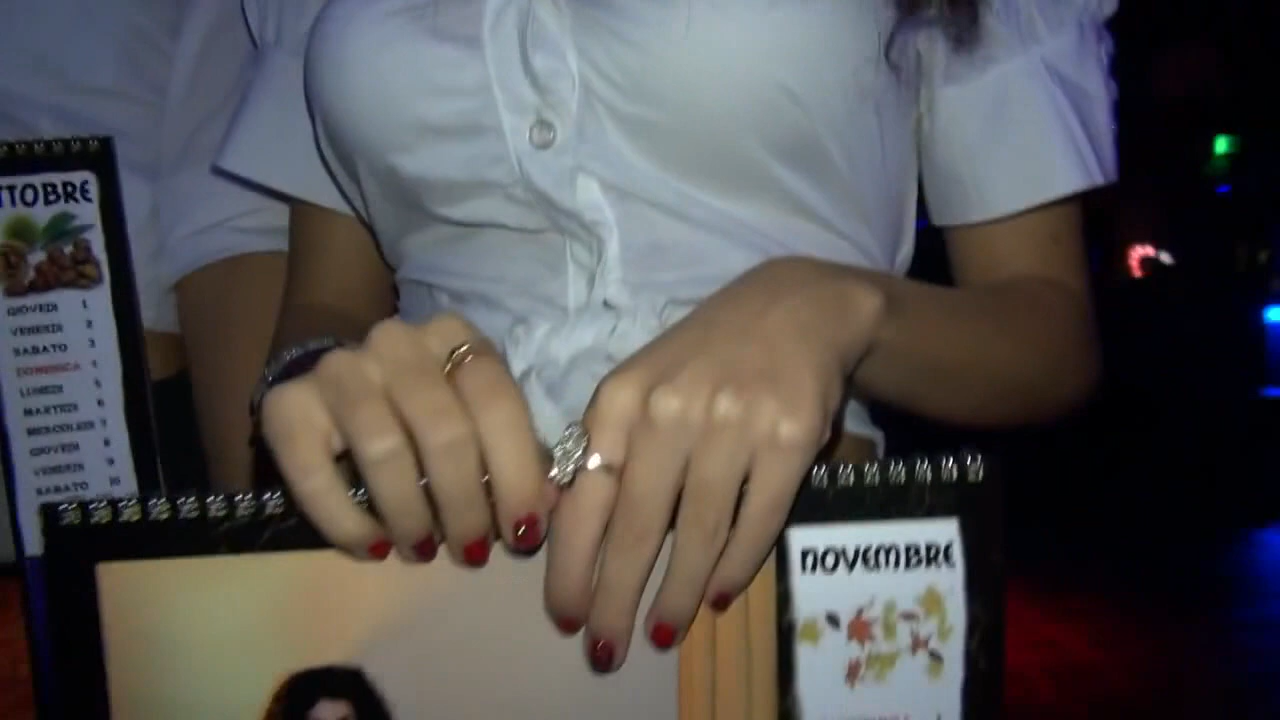 TTOBRE
GIOVEDI 1
VENERDI 2
SABATO 3
DOMENICA 4
LUNEDI 5
MARTEDI 6
MERCOLEDI 7
GIOVEDI 8
VENERDI 9
SABATO 10
NOVEMBRE